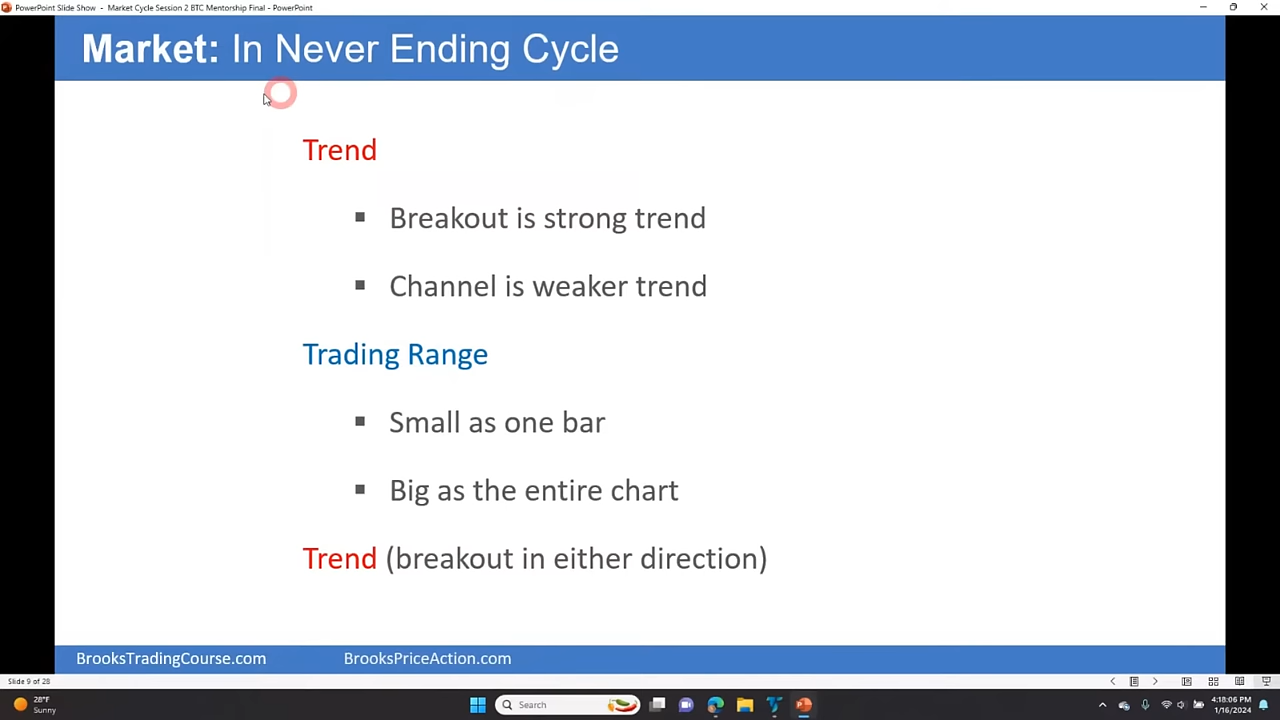 PowerPoint Slide Show - Market Cycle Session 2 BTC Mentorship Final - PowerPoint
Market: In Never Ending Cycle
Trend
▪ Breakout is strong trend
▪ Channel is weaker trend
Trading Range
▪ Small as one bar
▪ Big as the entire chart
Trend (breakout in either direction)
BrooksTradingCourse.com BrooksPriceAction.com
Slide 9 of 28
28°F
Sunny
Search
4:18:06 PM
1/16/2024